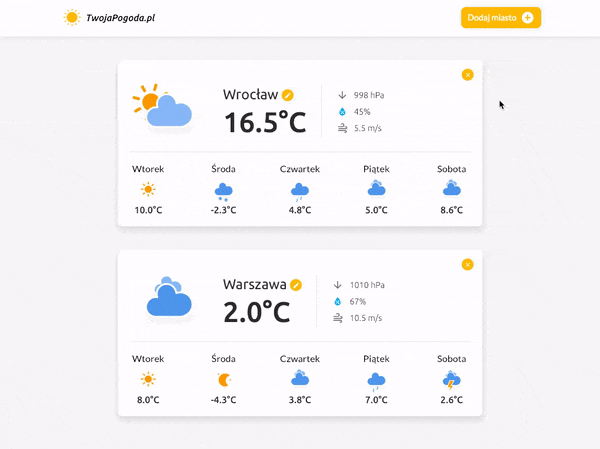 TwojaPogoda.pl
Dodaj miasto
Wrocław
16.5°C
998 hPa
45%
5.5 m/s
Wtorek Środa Czwartek Piątek Sobota
10.0°C -2.3°C 4.8°C 5.0°C 8.6°C
Warszawa
2.0°C
1010 hPa
67%
10.5 m/s
Wtorek Środa Czwartek Piątek Sobota
8.0°C -4.3°C 3.8°C 7.0°C 2.6°C